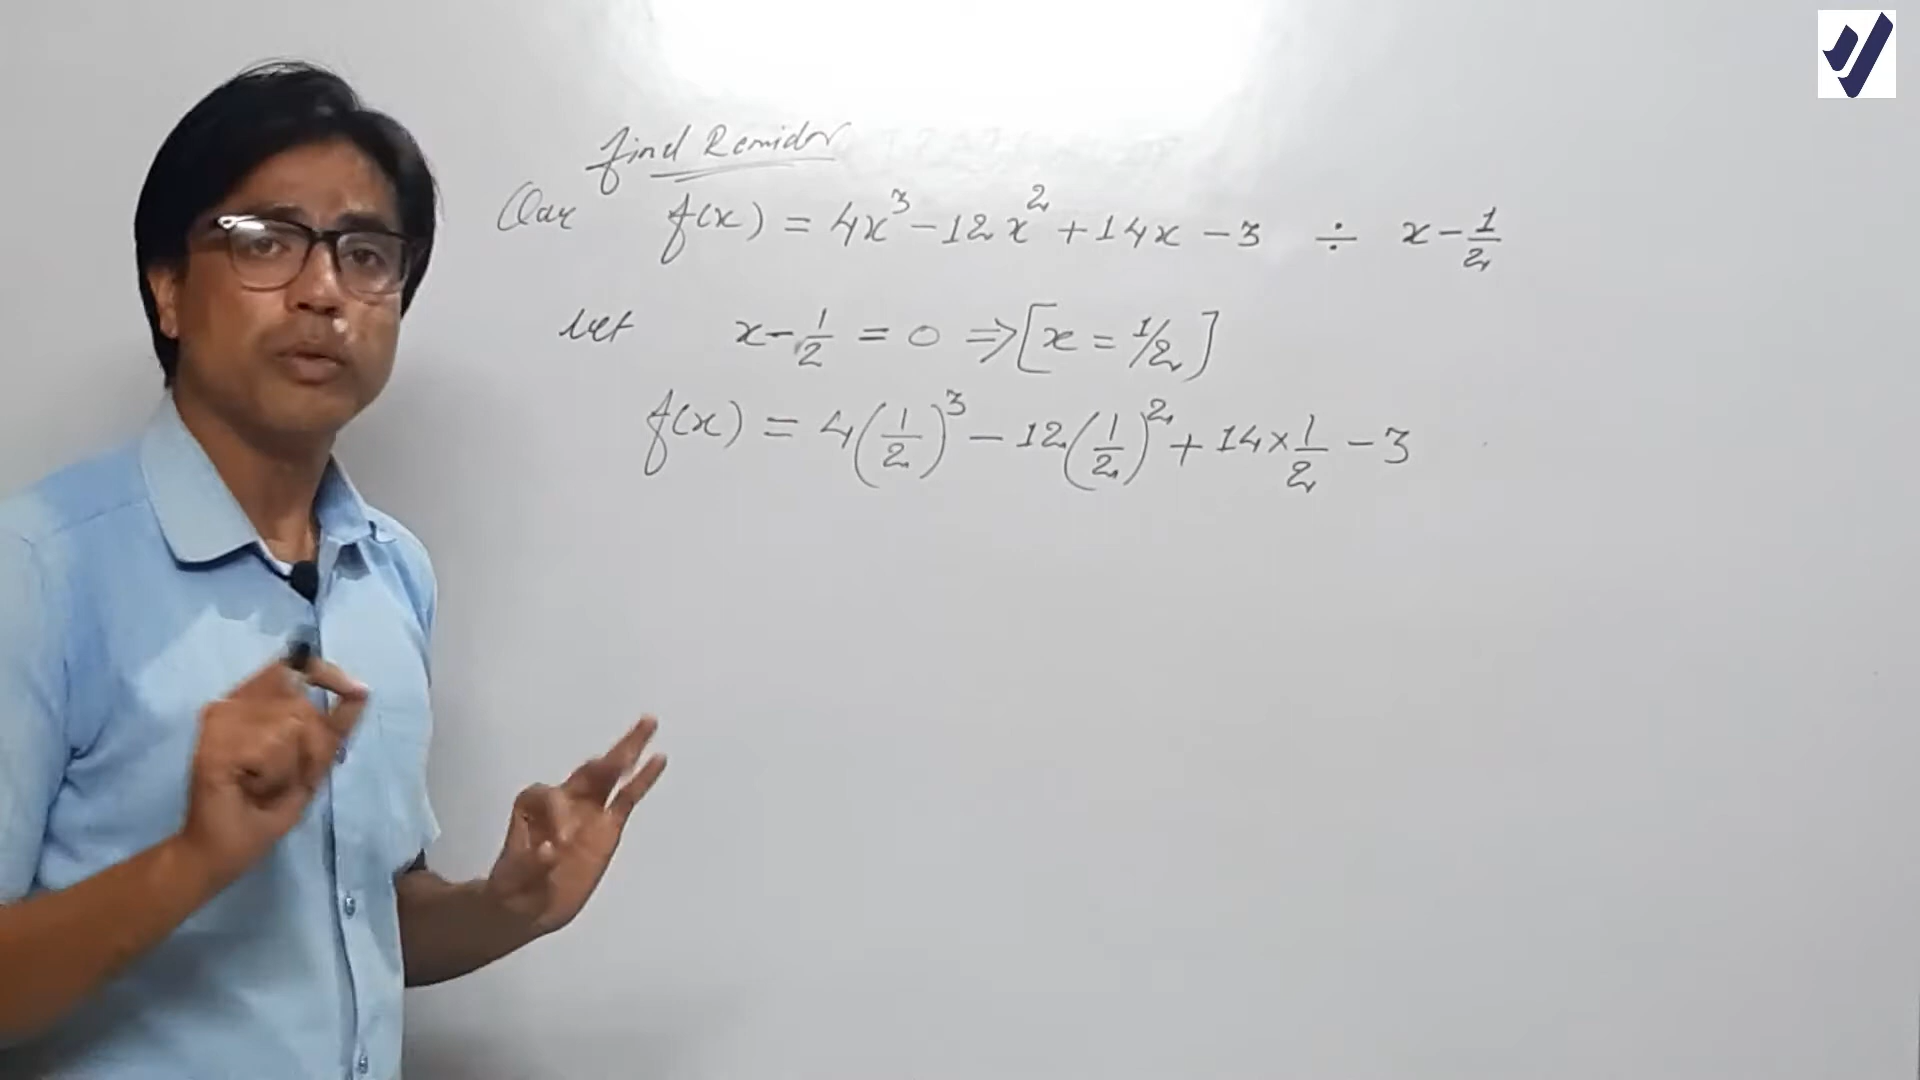 find Remider
Que f(x) = 4x³ - 12x² + 14x - 3 ÷ x - 1/2
let x - 1/2 = 0 ⇒ [x = 1/2]
f(x) = 4(1/2)³ - 12(1/2)² + 14 × 1/2 - 3